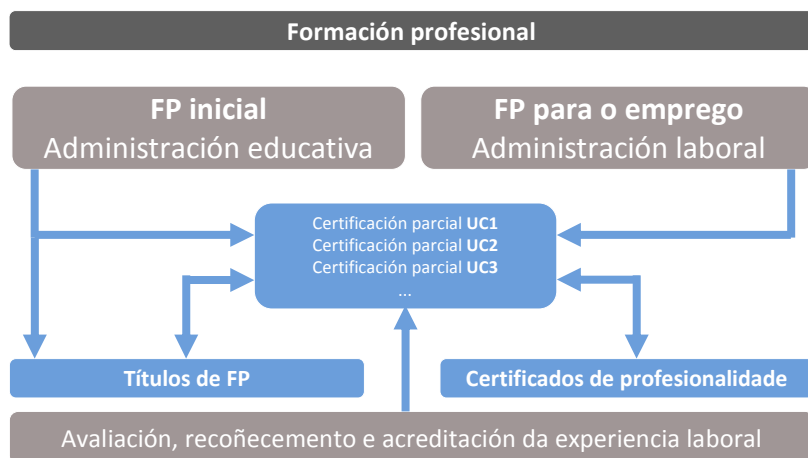 Formación profesional
FP inicial
Administración educativa
FP para o emprego
Administración laboral
Certificación parcial UC1
Certificación parcial UC2
Certificación parcial UC3
...
Títulos de FP
Certificados de profesionalidade
Avaliación, recoñecemento e acreditación da experiencia laboral